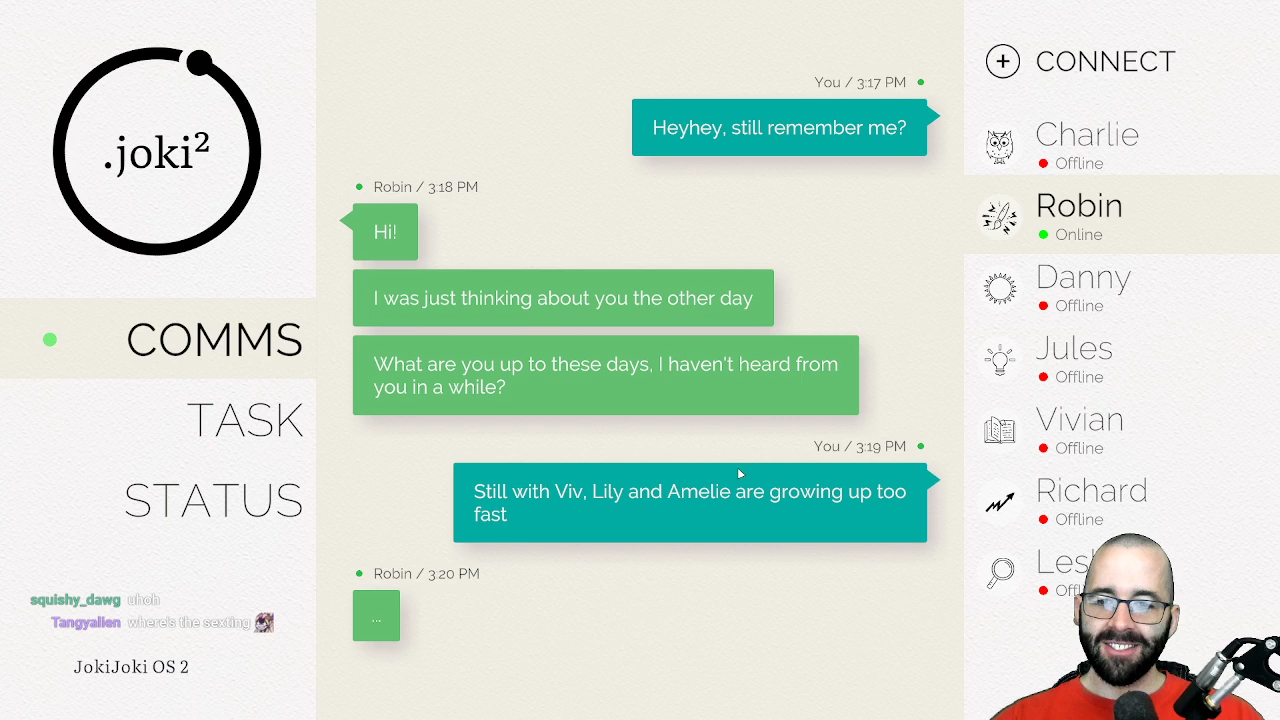 .joki²
COMMS
TASK
STATUS
squishy_dawg uhoh
Tangyalien where's the sexting
JokiJoki OS 2
You / 3:17 PM
Heyhey, still remember me?
Robin / 3:18 PM
Hi!
I was just thinking about you the other day
What are you up to these days, I haven't heard from
you in a while?
You / 3:19 PM
Still with Viv, Lily and Amelie are growing up too
fast
Robin / 3:20 PM
...
+ CONNECT
Charlie
Offline
Robin
Online
Danny
Offline
Jules
Offline
Vivian
Offline
Richard
Offline